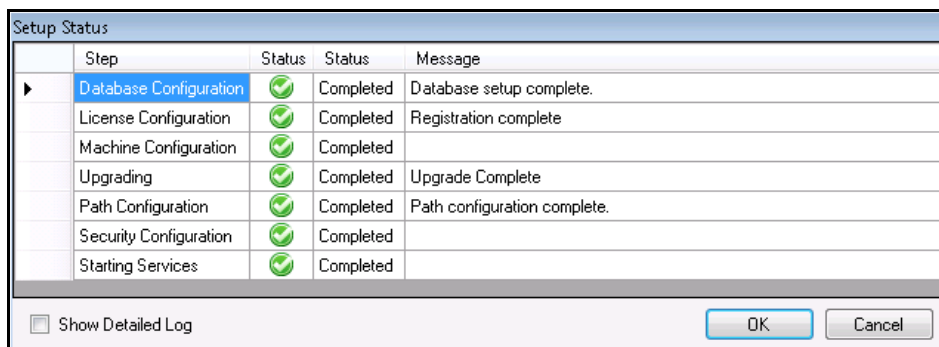 Setup Status
Step Status Status Message
Database Configuration Completed Database setup complete.
License Configuration Completed Registration complete
Machine Configuration Completed
Upgrading Completed Upgrade Complete
Path Configuration Completed Path configuration complete.
Security Configuration Completed
Starting Services Completed
Show Detailed Log OK Cancel